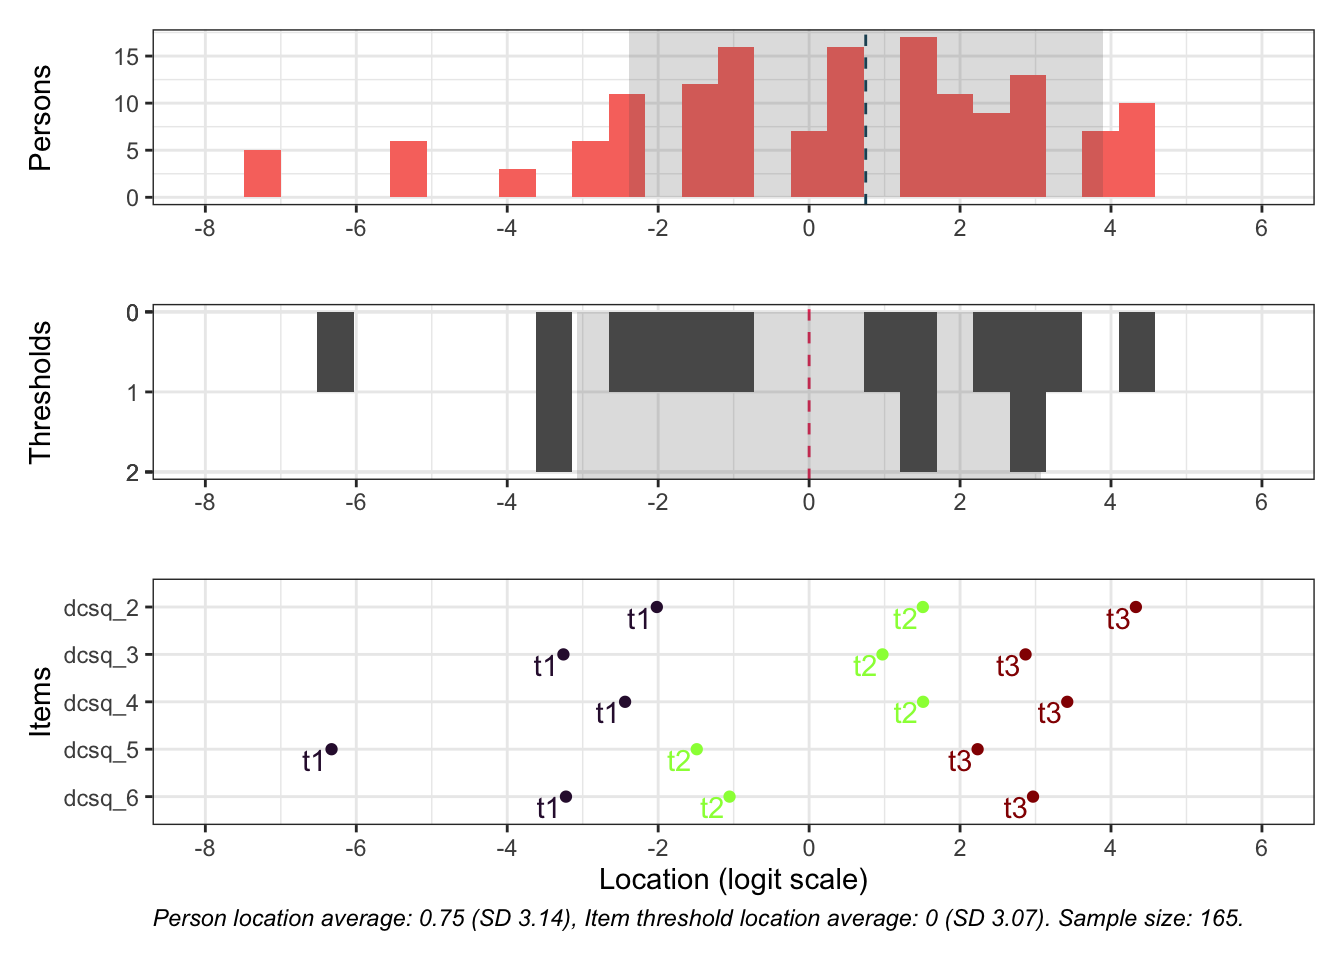 Persons
15
10
5
0
-8 -6 -4 -2 0 2 4 6
Thresholds
0
1
2
-8 -6 -4 -2 0 2 4 6
Items
dcsq_2 t1 t2 t3
dcsq_3 t1 t2 t3
dcsq_4 t1 t2 t3
dcsq_5 t1 t2 t3
dcsq_6 t1 t2 t3
-8 -6 -4 -2 0 2 4 6
Location (logit scale)
Person location average: 0.75 (SD 3.14), Item threshold location average: 0 (SD 3.07). Sample size: 165.